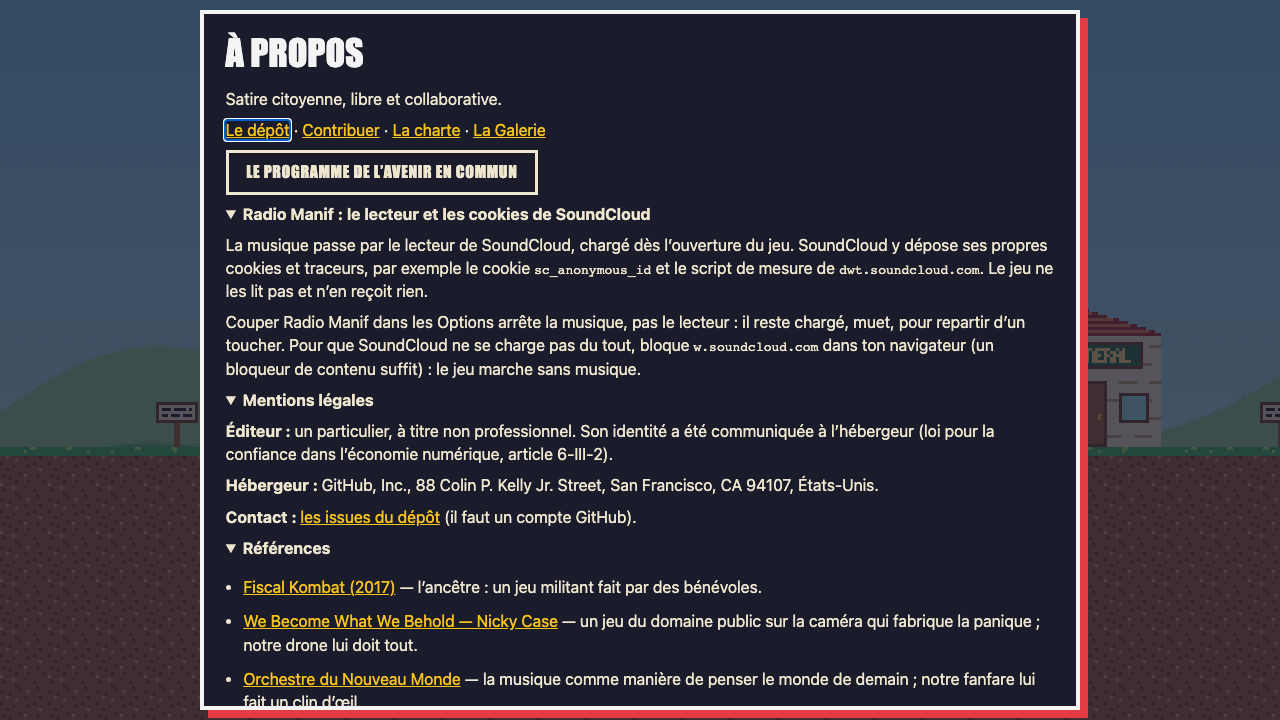 À PROPOS
Satire citoyenne, libre et collaborative.
Le dépôt · Contribuer · La charte · La Galerie
LE PROGRAMME DE L’AVENIR EN COMMUN
▼ Radio Manif : le lecteur et les cookies de SoundCloud
La musique passe par le lecteur de SoundCloud, chargé dès l’ouverture du jeu. SoundCloud y dépose ses propres
cookies et traceurs, par exemple le cookie sc_anonymous_id et le script de mesure de dwt.soundcloud.com. Le jeu ne
les lit pas et n’en reçoit rien.
Couper Radio Manif dans les Options arrête la musique, pas le lecteur : il reste chargé, muet, pour repartir d’un
toucher. Pour que SoundCloud ne se charge pas du tout, bloque w.soundcloud.com dans ton navigateur (un
bloqueur de contenu suffit) : le jeu marche sans musique.
▼ Mentions légales
Éditeur : un particulier, à titre non professionnel. Son identité a été communiquée à l’hébergeur (loi pour la
confiance dans l’économie numérique, article 6-III-2).
Hébergeur : GitHub, Inc., 88 Colin P. Kelly Jr. Street, San Francisco, CA 94107, États-Unis.
Contact : les issues du dépôt (il faut un compte GitHub).
▼ Références
• Fiscal Kombat (2017) — l’ancêtre : un jeu militant fait par des bénévoles.
• We Become What We Behold — Nicky Case — un jeu du domaine public sur la caméra qui fabrique la panique ;
notre drone lui doit tout.
• Orchestre du Nouveau Monde — la musique comme manière de penser le monde de demain ; notre fanfare lui
fait un clin d’œil.